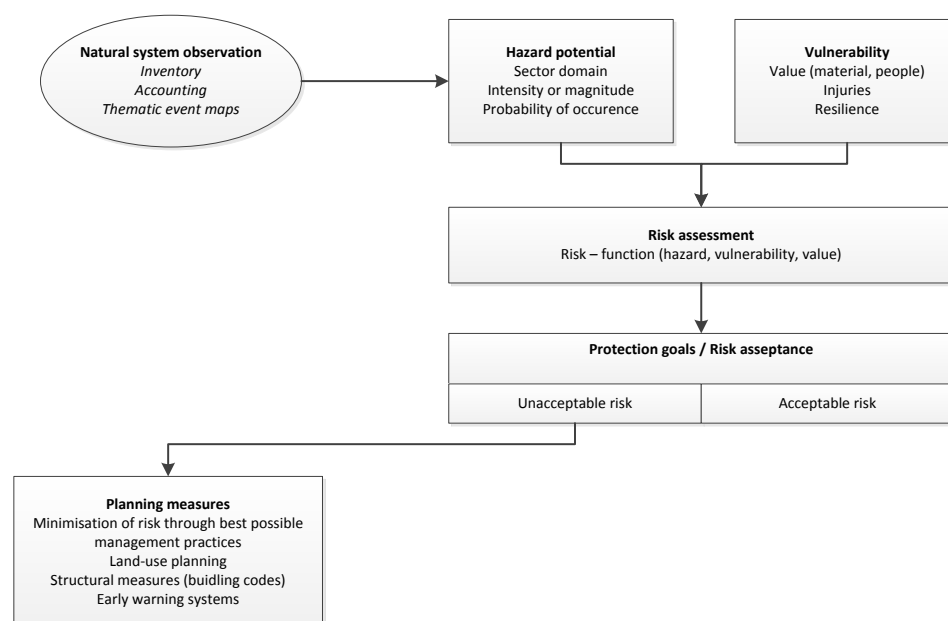 Natural system observation
Inventory
Accounting
Thematic event maps
Hazard potential
Sector domain
Intensity or magnitude
Probability of occurence
Vulnerability
Value (material, people)
Injuries
Resilience
Risk assessment
Risk – function (hazard, vulnerability, value)
Protection goals / Risk aseptance
Unacceptable risk
Acceptable risk
Planning measures
Minimisation of risk through best possible
management practices
Land-use planning
Structural measures (buidling codes)
Early warning systems